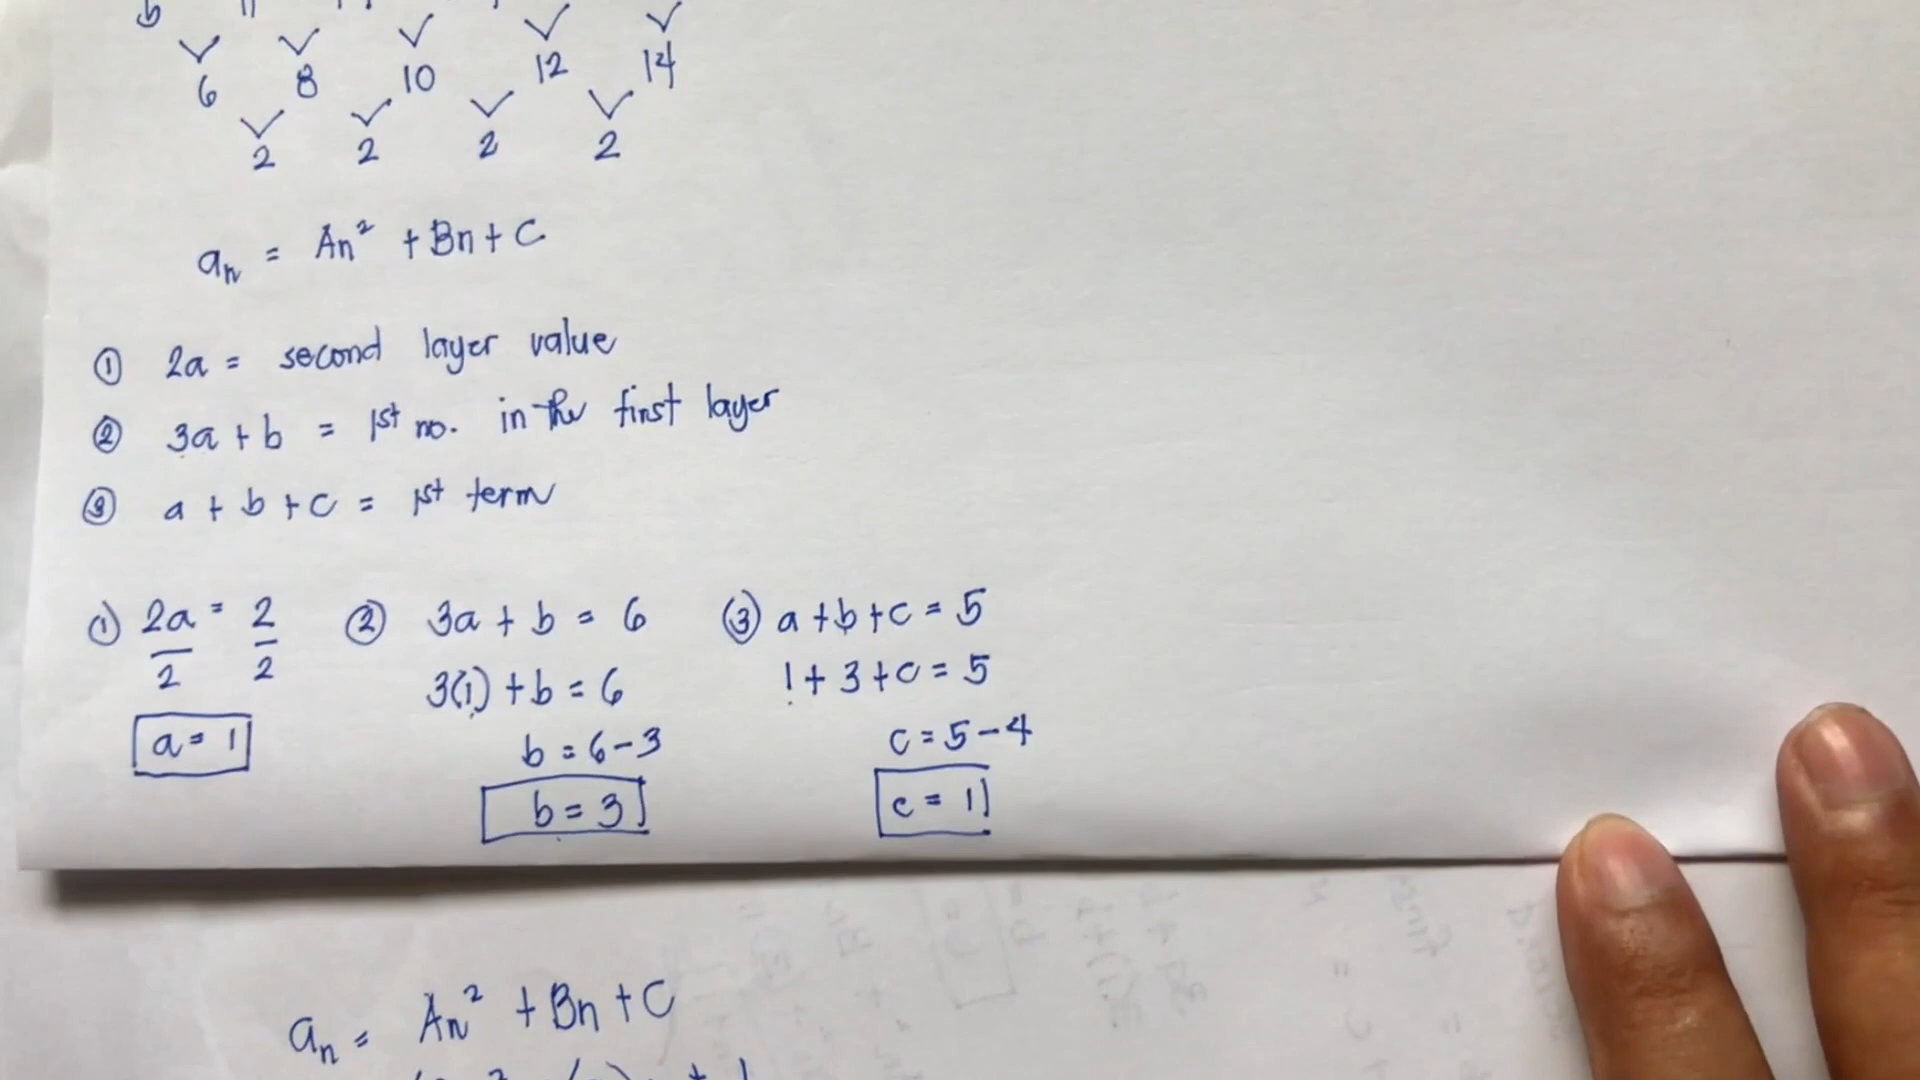 6 8 10 12 14
2 2 2 2
aₙ = An² + Bn + C
① 2a = second layer value
② 3a + b = 1st no. in the first layer
③ a + b + c = 1st term
① 2a = 2 ② 3a + b = 6 ③ a + b + c = 5
2 2 3(1) + b = 6 1 + 3 + c = 5
a = 1 b = 6 - 3 c = 5 - 4
b = 3 c = 1
aₙ = An² + Bn + C